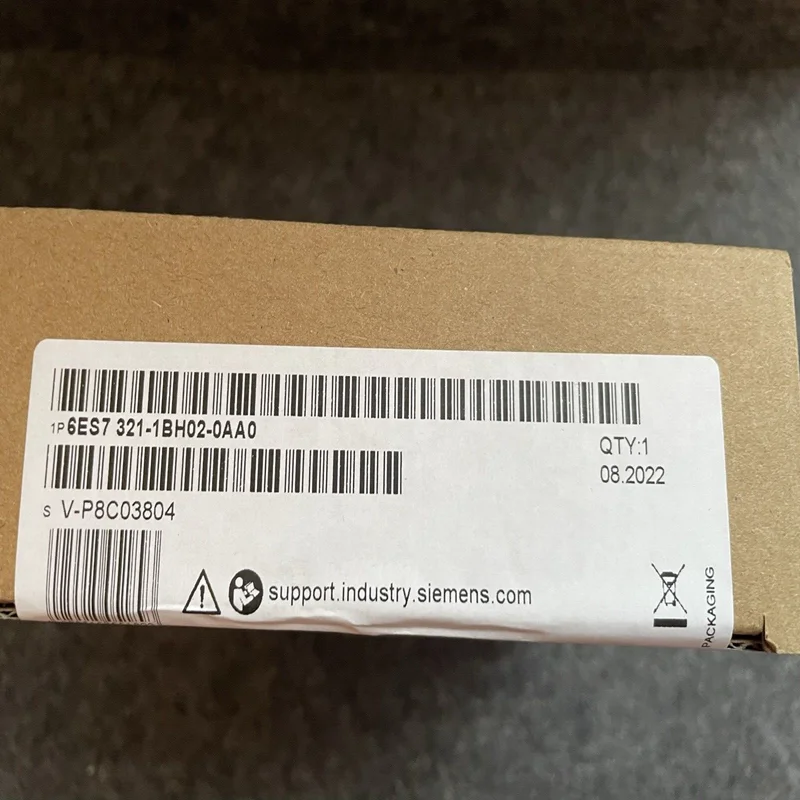 1P 6ES7 321-1BH02-0AA0
QTY:1
08.2022
S V-P8C03804
support.industry.siemens.com
PACKAGING